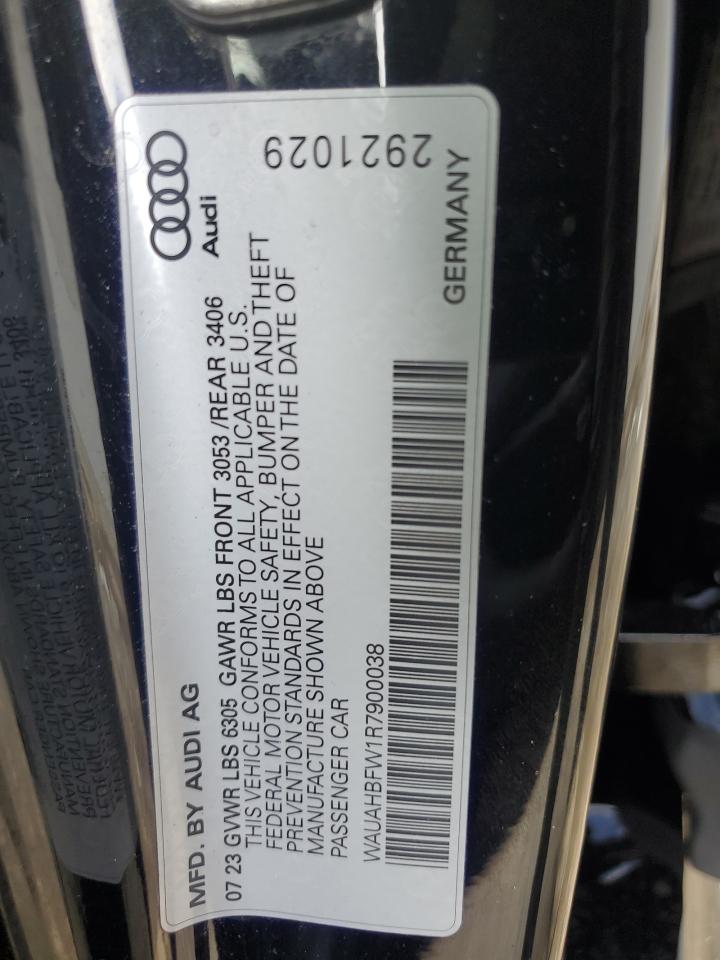 MFD. BY AUDI AG
Audi
07 23 GVWR LBS 6305 GAWR LBS FRONT 3053 /REAR 3406
THIS VEHICLE CONFORMS TO ALL APPLICABLE U.S.
FEDERAL MOTOR VEHICLE SAFETY, BUMPER AND THEFT
PREVENTION STANDARDS IN EFFECT ON THE DATE OF
MANUFACTURE SHOWN ABOVE
PASSENGER CAR
WAUAHBFW1R7900038
GERMANY
2921029